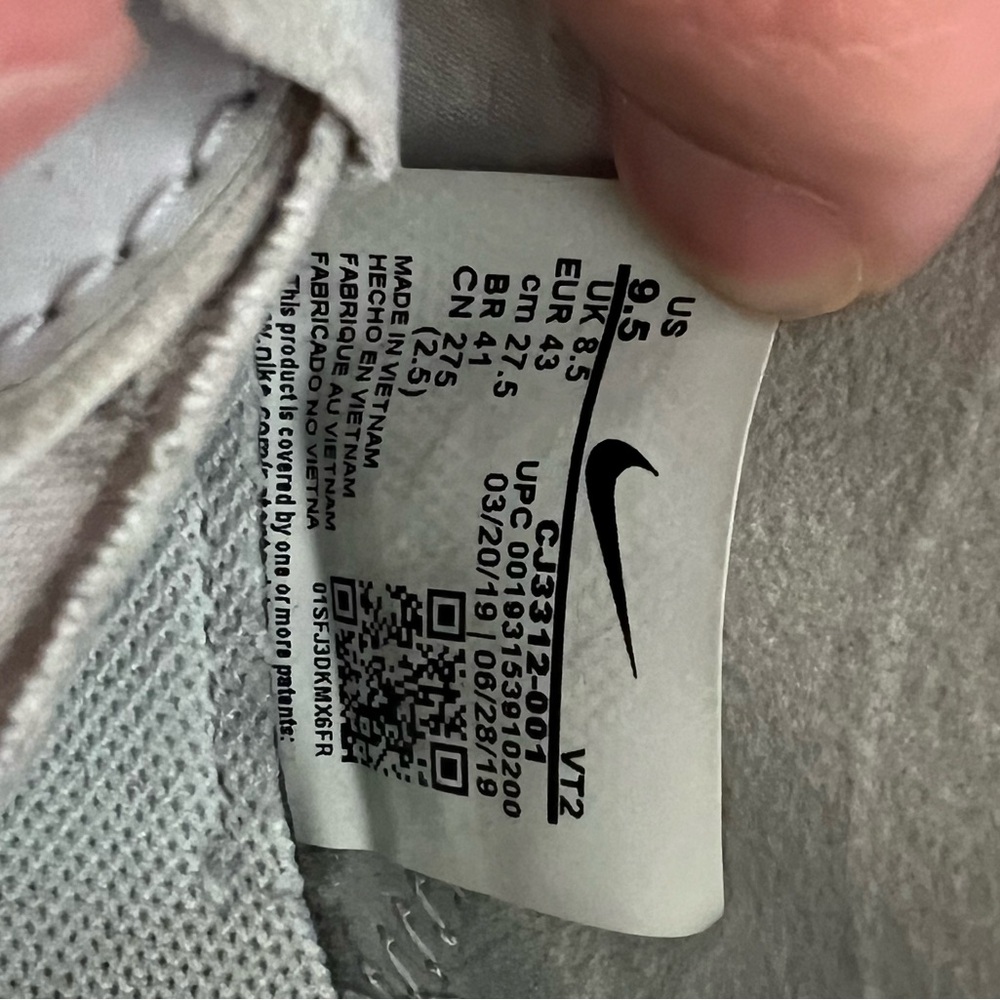 US
9.5
UK 8.5
EUR 43
cm 27.5
BR 41
CN 275
(2.5)
VT2
CJ3312-001
UPC 00193153910200
03/20/19 | 06/28/19
MADE IN VIETNAM
HECHO EN VIETNAM
FABRIQUE AU VIETNAM
FABRICADO NO VIETNA
01SFJ3DKMX6FR
This product is covered by one or more patents: